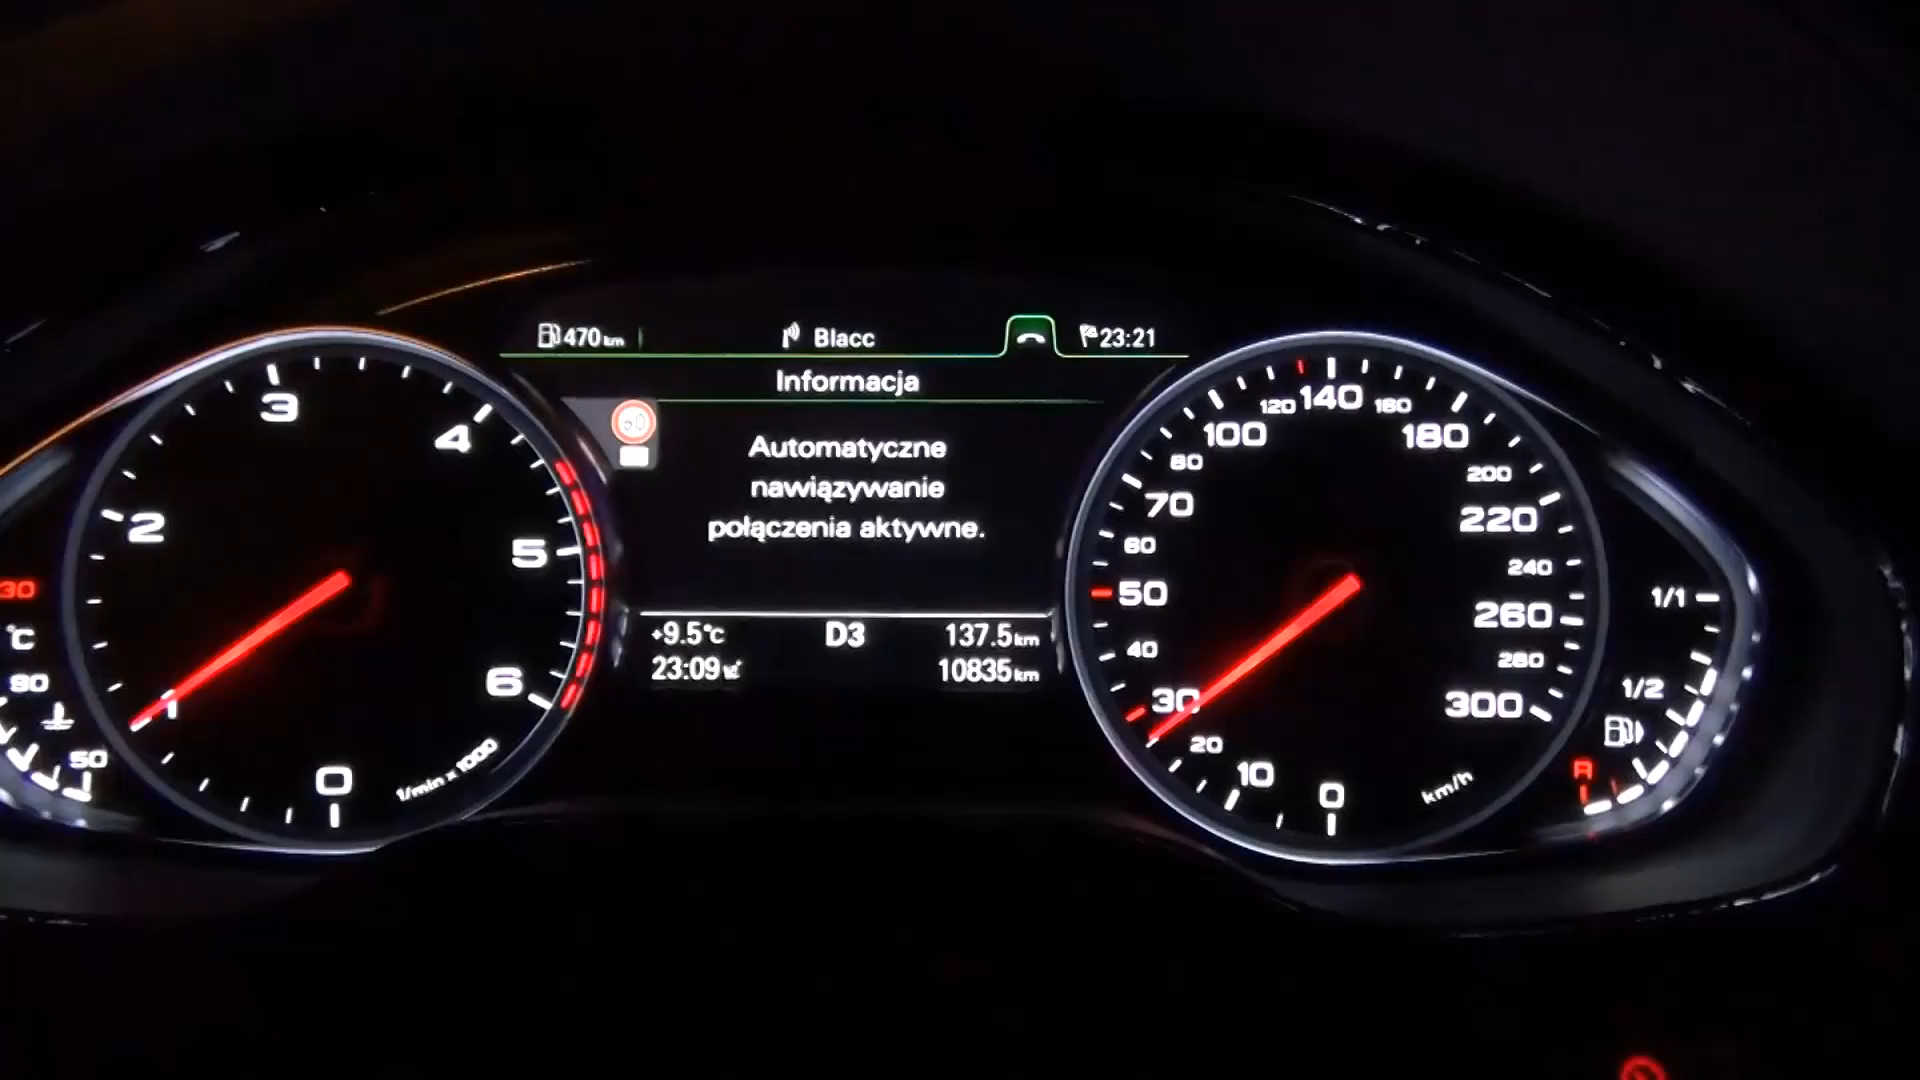 470 km
Blacc
23:21
Informacja
Automatyczne
nawiązywanie
połączenia aktywne.
+9.5°C
D3
137.5 km
23:09
10835 km
0
1
2
3
4
5
6
1/min x 1000
0
10
20
30
40
50
60
70
80
100
120
140
160
180
200
220
240
260
280
300
km/h
°C
90
50
1/1
1/2
R